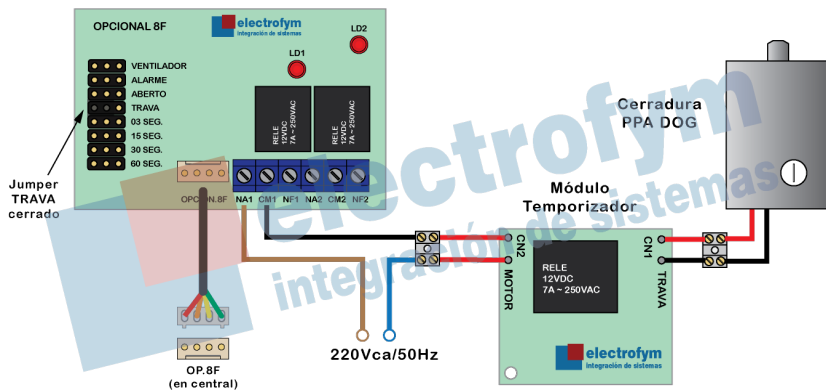 OPCIONAL 8F
electrofym
integración de sistemas
LD2
LD1
VENTILADOR
ALARME
ABERTO
TRAVA
03 SEG.
15 SEG.
30 SEG.
60 SEG.
RELE
12VDC
7A ~ 250VAC
RELE
12VDC
7A ~ 250VAC
Jumper
TRAVA
cerrado
OPCION.8F
NA1 CM1 NF1 NA2 CM2 NF2
Cerradura
PPA DOG
Módulo
Temporizador
CN2
MOTOR
RELE
12VDC
7A ~ 250VAC
CN1
TRAVA
electrofym
integración de sistemas
220Vca/50Hz
OP.8F
(en central)
electrofym
integración de sistemas